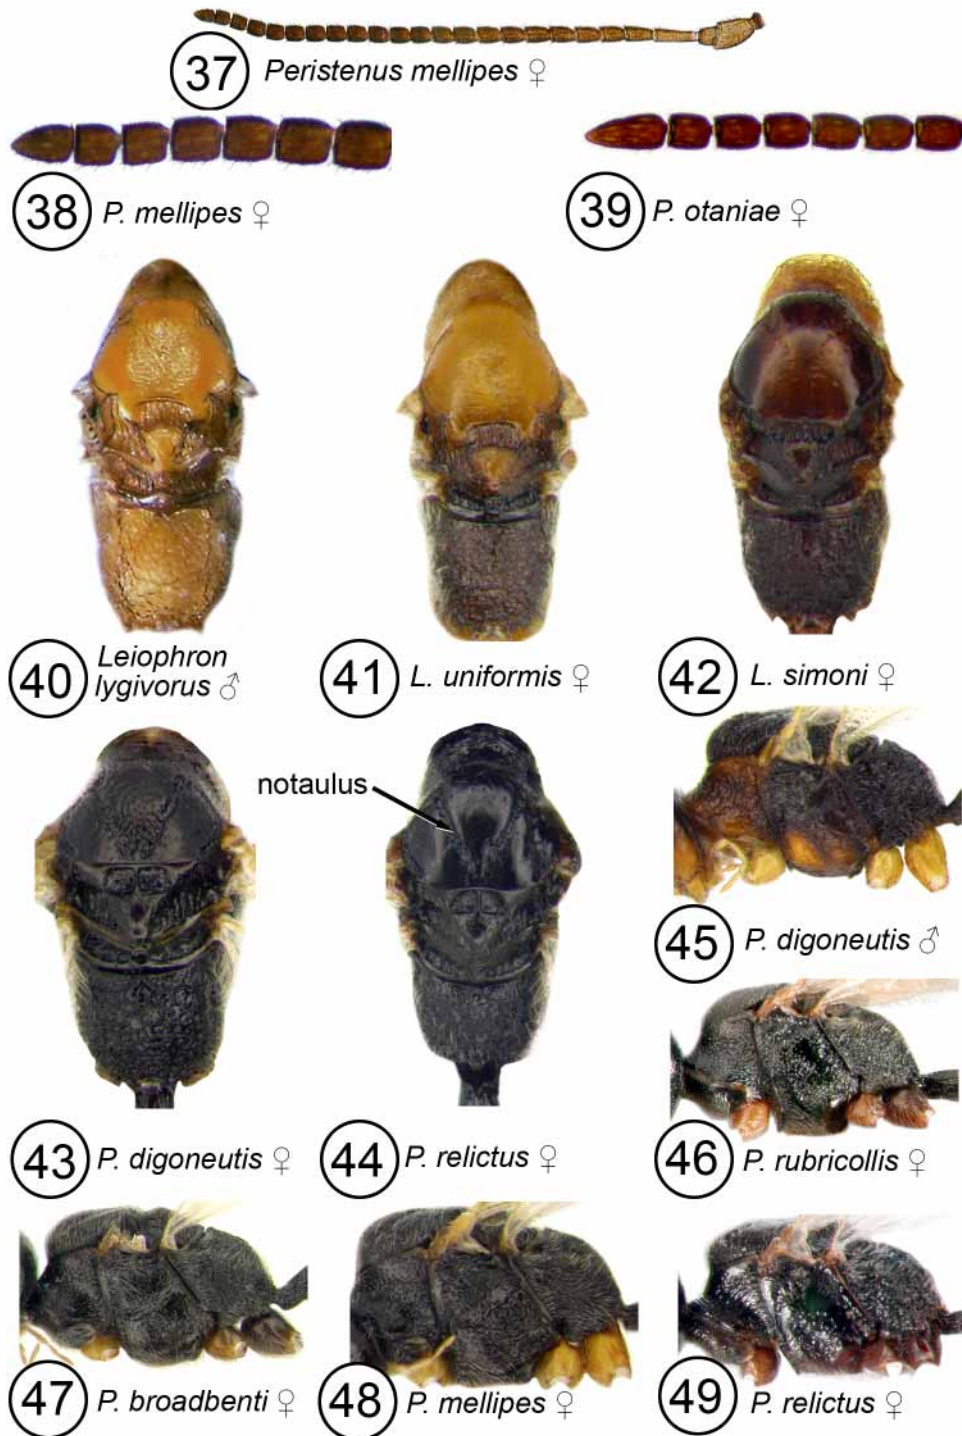 37 Peristenus mellipes ♀
38 P. mellipes ♀
39 P. otaniae ♀
40 Leiophron
lygivorus ♂
41 L. uniformis ♀
42 L. simoni ♀
notaulus
43 P. digoneutis ♀
44 P. relictus ♀
45 P. digoneutis ♂
46 P. rubricollis ♀
47 P. broadbenti ♀
48 P. mellipes ♀
49 P. relictus ♀